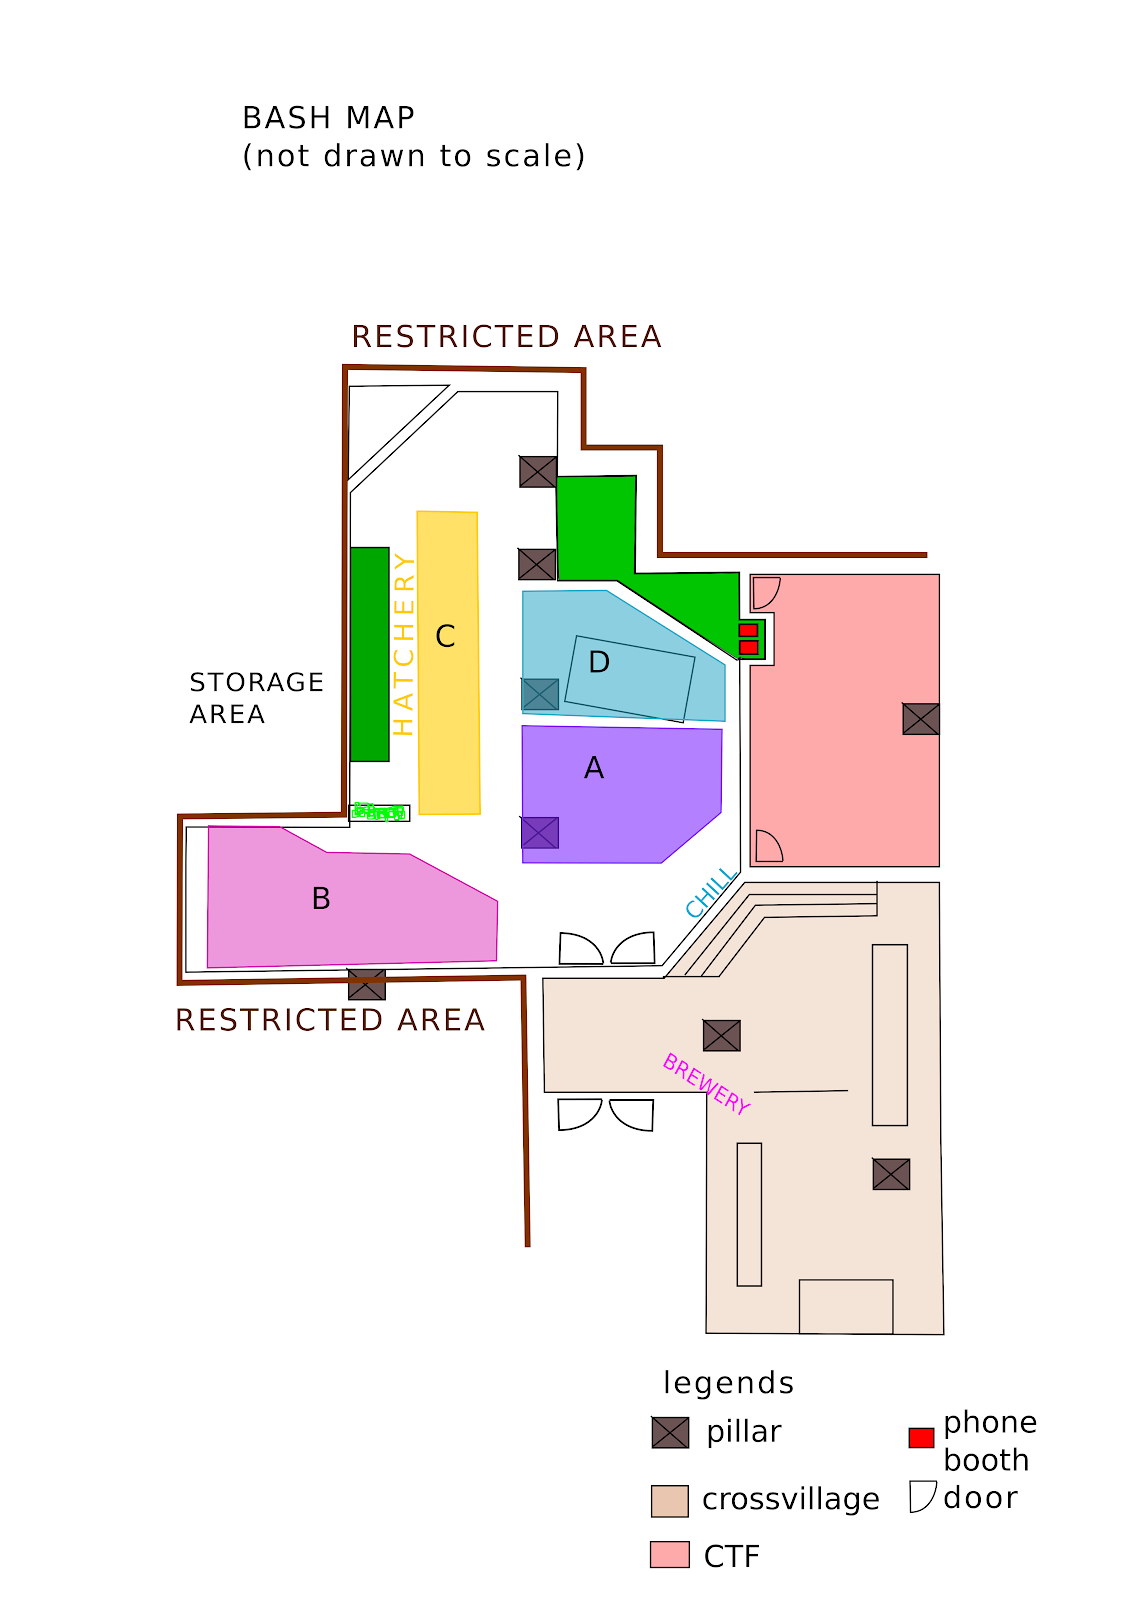 BASH MAP
(not drawn to scale)
RESTRICTED AREA
HATCHERY
C
D
STORAGE
AREA
A
B
CHILL
RESTRICTED AREA
BREWERY
legends
pillar
phone
booth
crossvillage
door
CTF